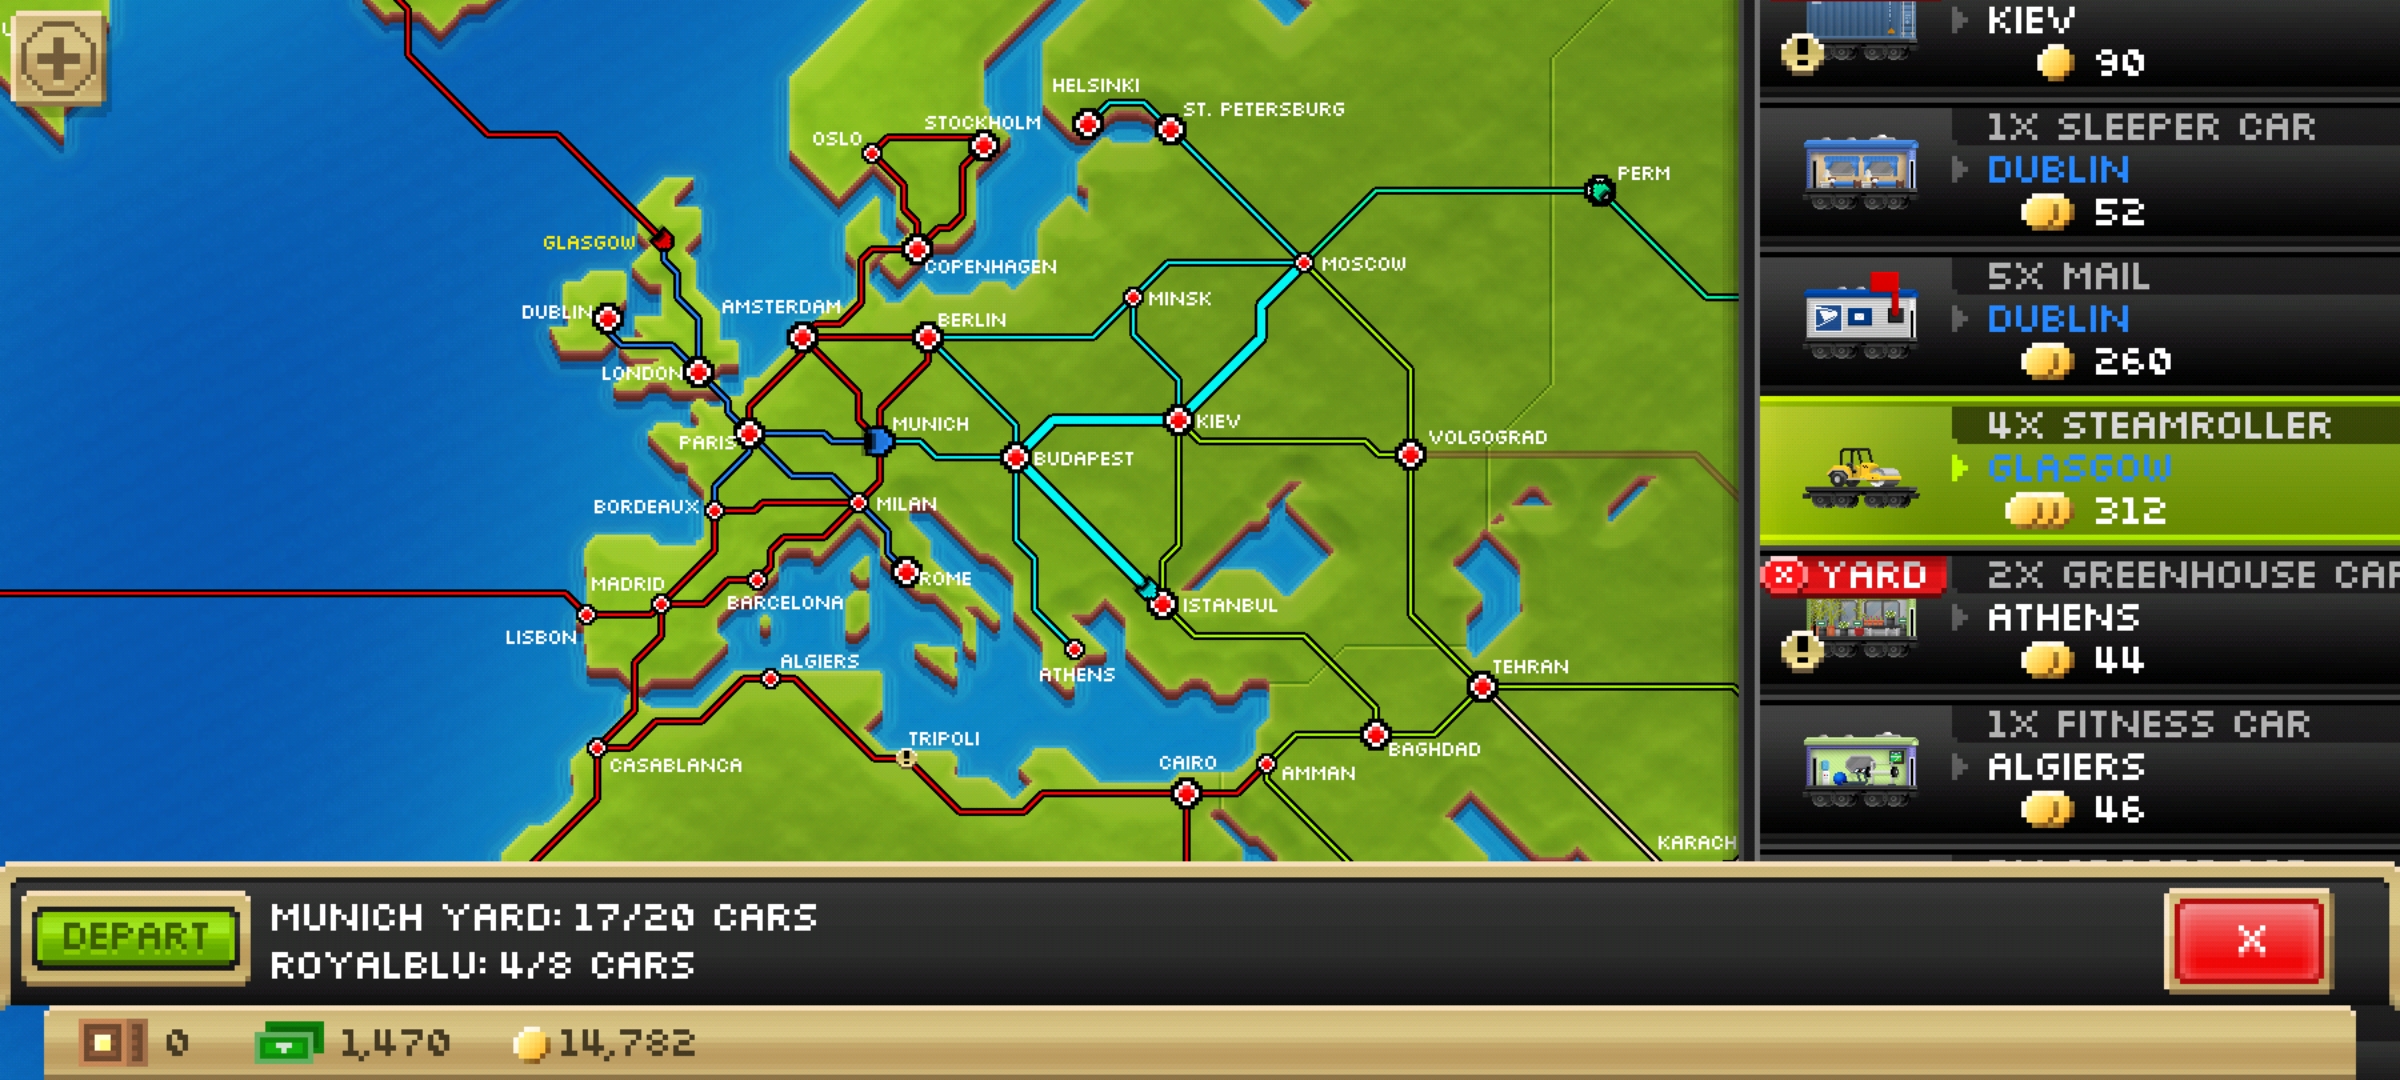 HELSINKI
ST. PETERSBURG
STOCKHOLM
OSLO
PERM
GLASGOW
COPENHAGEN
MOSCOW
MINSK
DUBLIN
AMSTERDAM
BERLIN
LONDON
MUNICH
KIEV
PARIS
BUDAPEST
VOLGOGRAD
BORDEAUX
MILAN
MADRID
ROME
BARCELONA
ISTANBUL
LISBON
ALGIERS
ATHENS
TEHRAN
TRIPOLI
CASABLANCA
CAIRO
AMMAN
BAGHDAD
KARACH
KIEV
90
1X SLEEPER CAR
DUBLIN
52
5X MAIL
DUBLIN
260
4X STEAMROLLER
GLASGOW
312
YARD
2X GREENHOUSE CAR
ATHENS
44
1X FITNESS CAR
ALGIERS
46
DEPART
MUNICH YARD: 17/20 CARS
ROYALBLU: 4/8 CARS
X
0
1,470
14,782